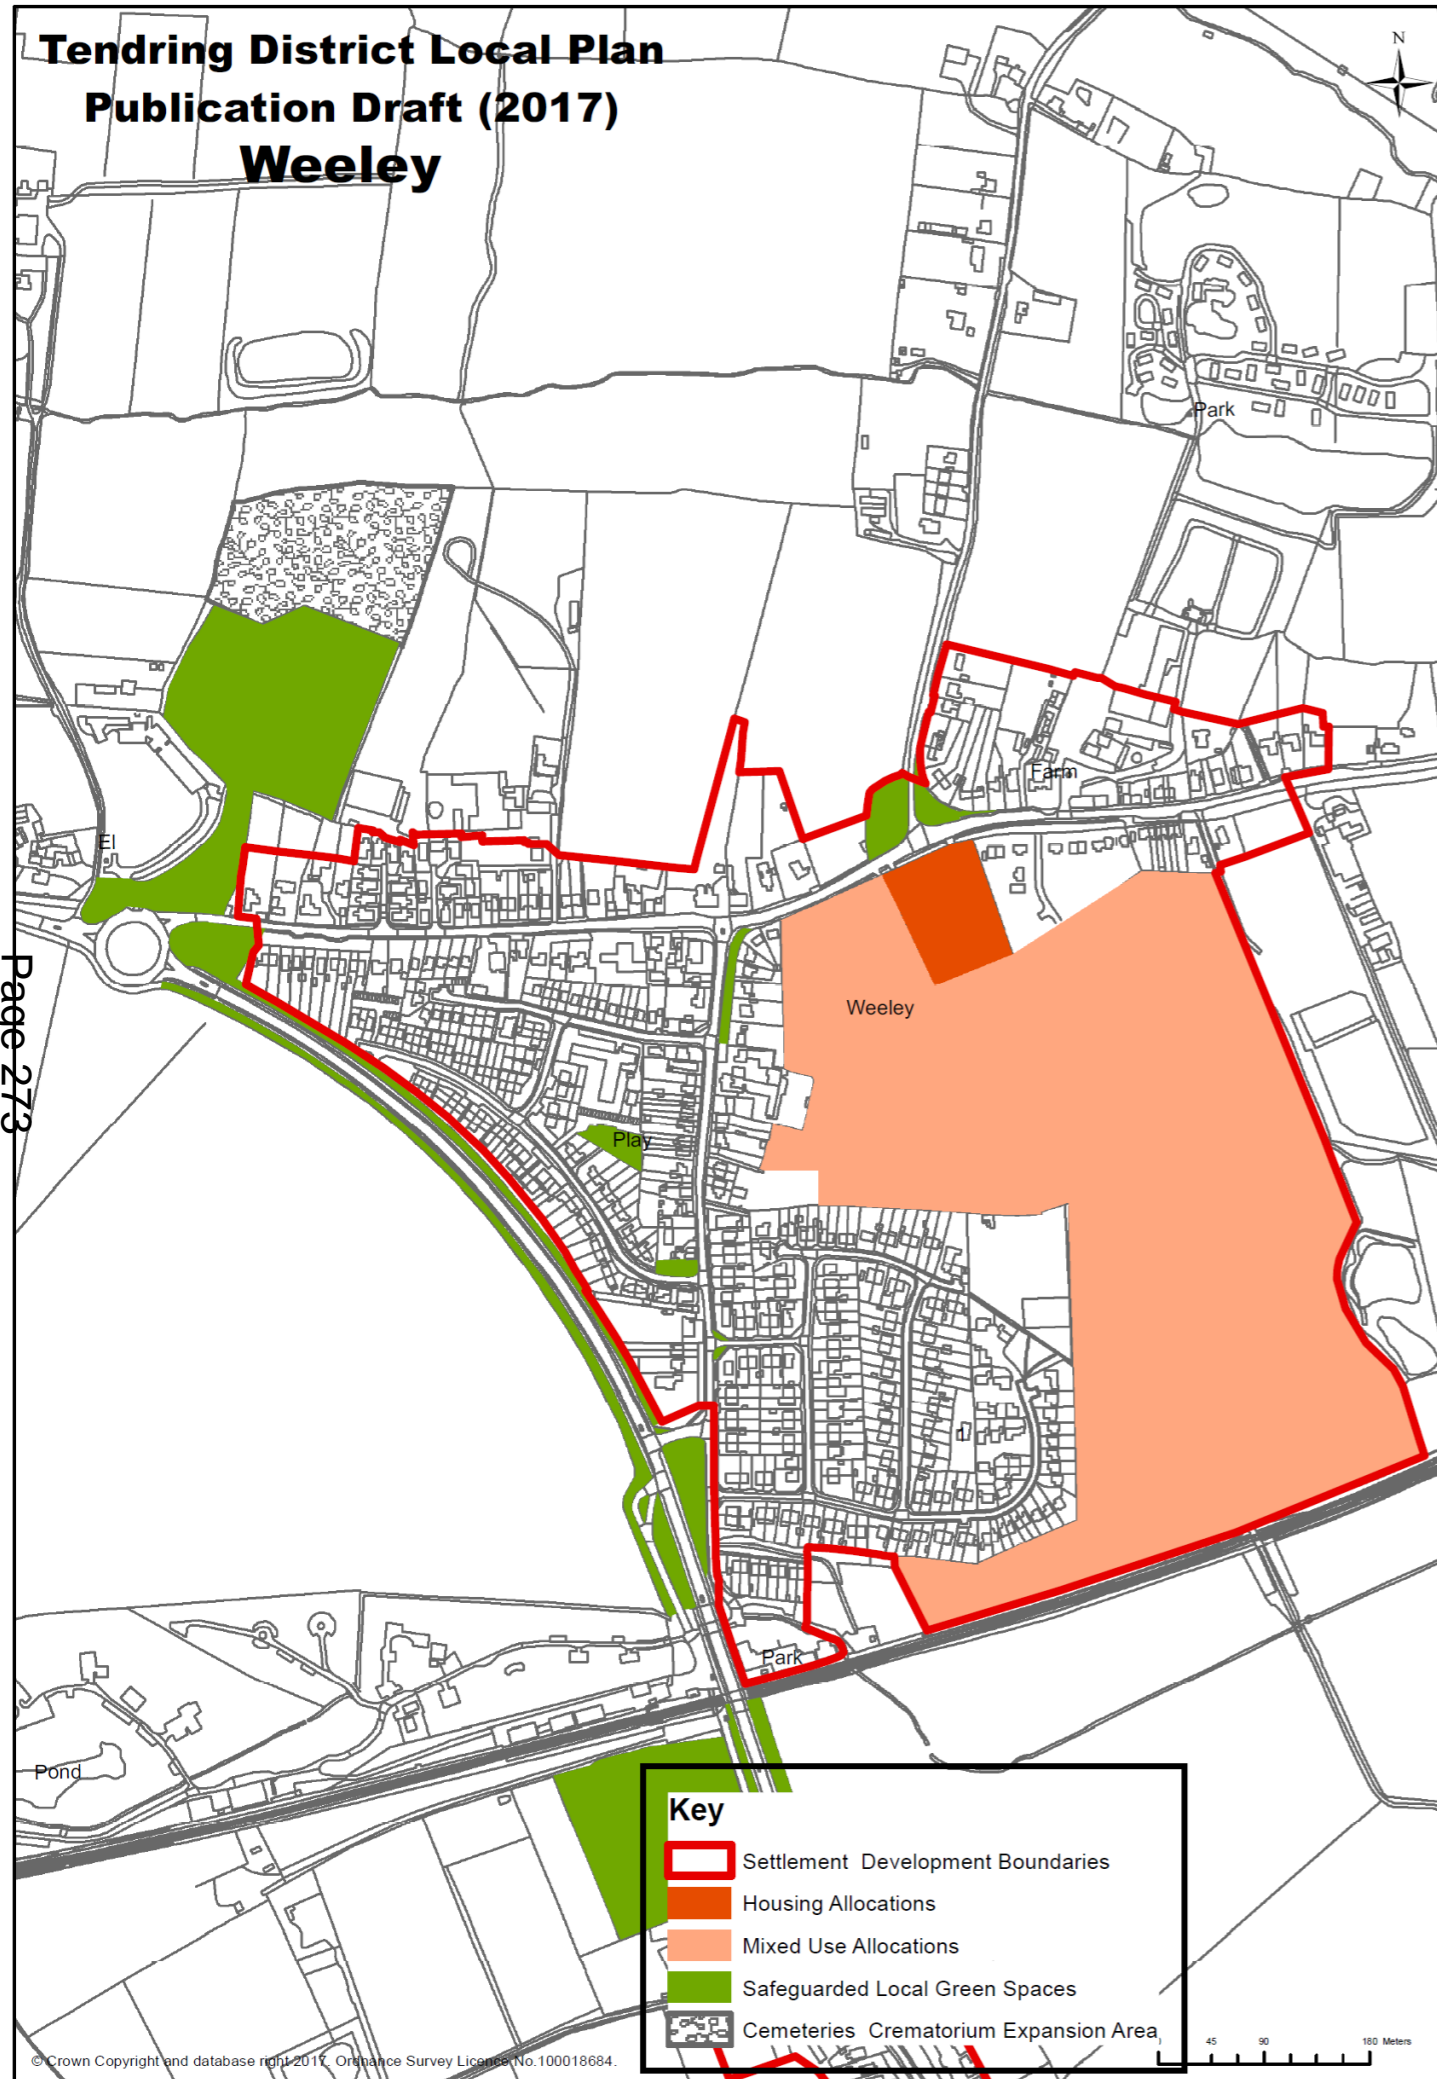 Tendring District Local Plan
Publication Draft (2017)
Weeley
N
Park
Farm
El
Weeley
Play
Page 273
Park
Pond
Key
Settlement Development Boundaries
Housing Allocations
Mixed Use Allocations
Safeguarded Local Green Spaces
Cemeteries Crematorium Expansion Area
45 90 180 Meters
© Crown Copyright and database right 2017. Ordnance Survey Licence No.100018684.